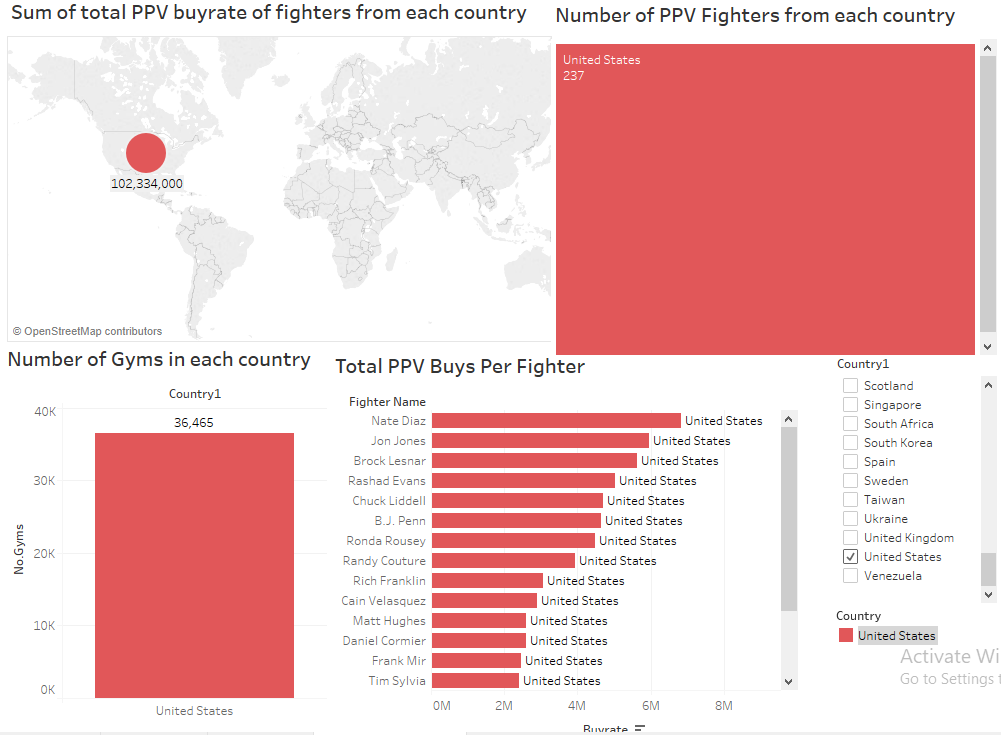 Sum of total PPV buyrate of fighters from each country
102,334,000
© OpenStreetMap contributors
Number of PPV Fighters from each country
United States
237
Number of Gyms in each country
Country1
36,465
40K
30K
20K
10K
0K
No.Gyms
United States
Total PPV Buys Per Fighter
Fighter Name
Nate Diaz United States
Jon Jones United States
Brock Lesnar United States
Rashad Evans United States
Chuck Liddell United States
B.J. Penn United States
Ronda Rousey United States
Randy Couture United States
Rich Franklin United States
Cain Velasquez United States
Matt Hughes United States
Daniel Cormier United States
Frank Mir United States
Tim Sylvia United States
0M 2M 4M 6M 8M
Buyrate
Country1
Scotland
Singapore
South Africa
South Korea
Spain
Sweden
Taiwan
Ukraine
United Kingdom
United States
Venezuela
Country
United States
Activate Wi
Go to Settings t